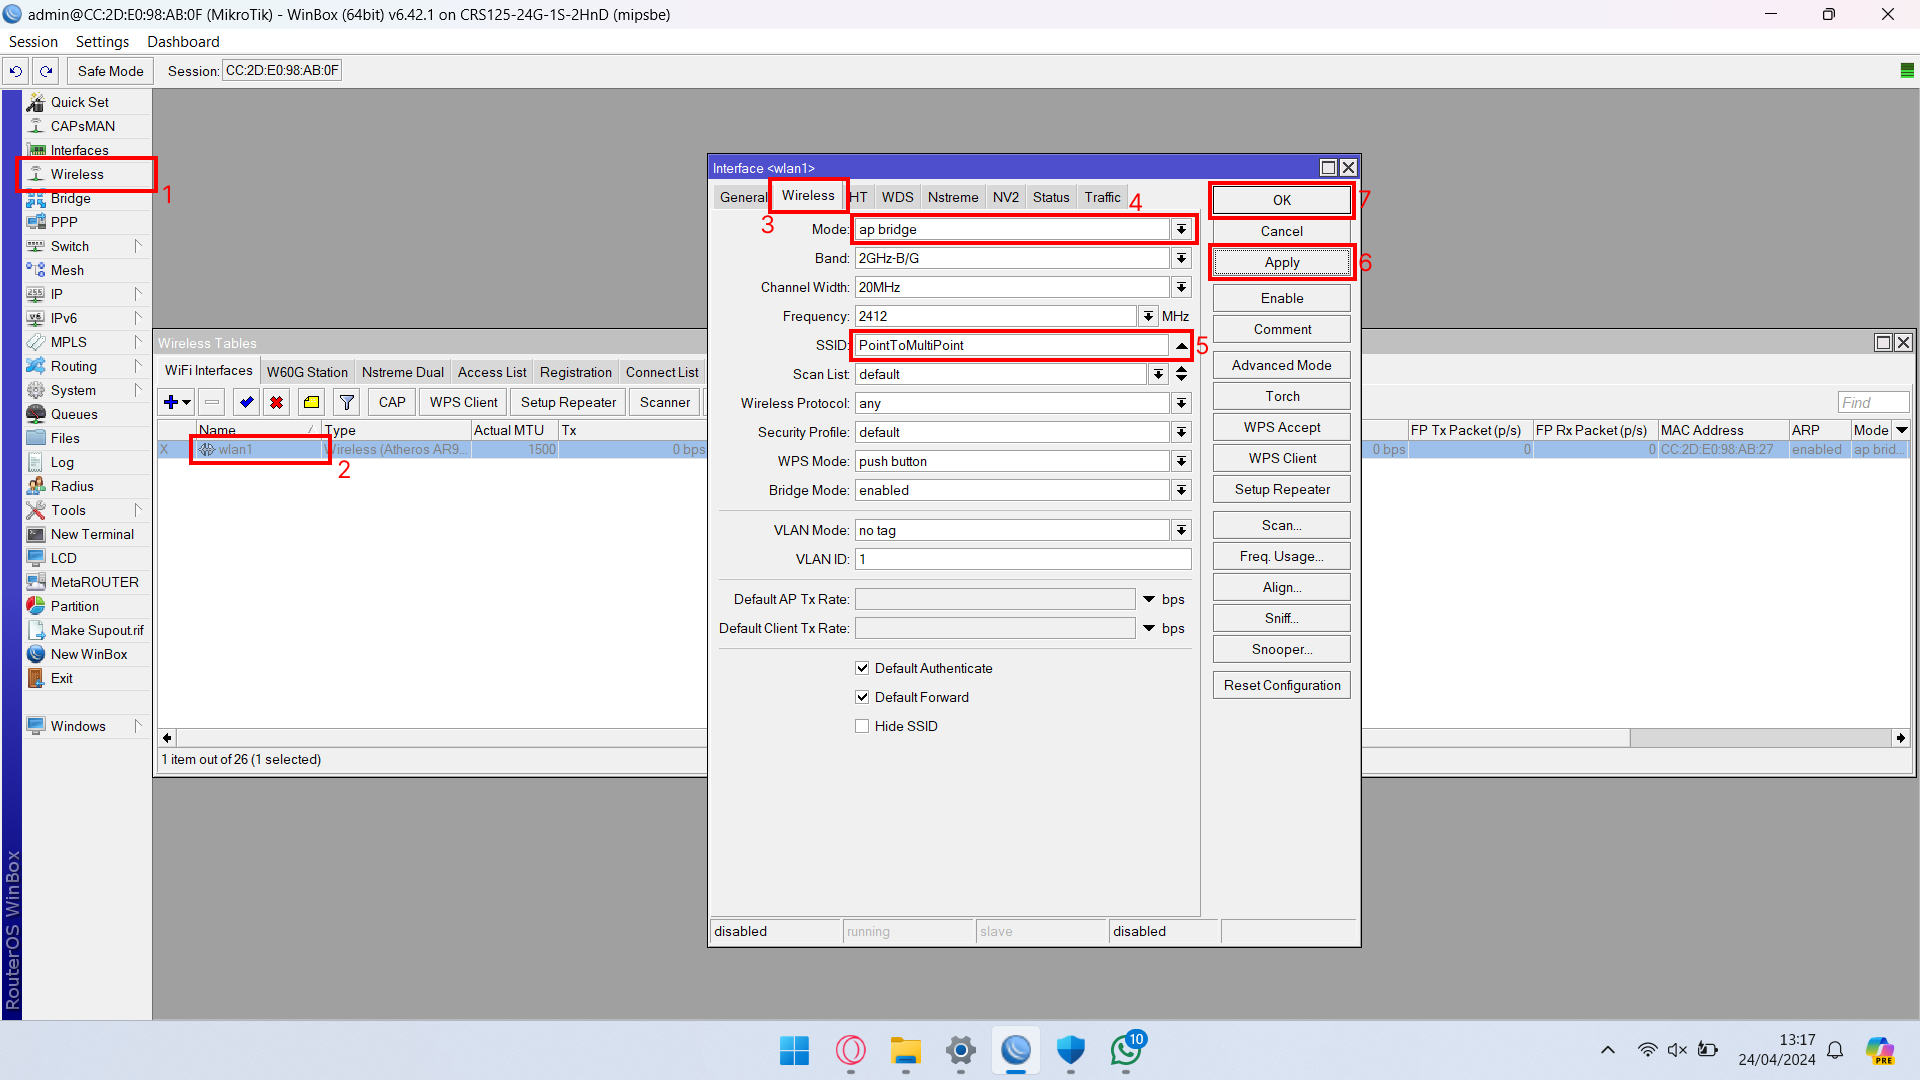 admin@CC:2D:E0:98:AB:0F (MikroTik) - WinBox (64bit) v6.42.1 on CRS125-24G-1S-2HnD (mipsbe)
Session Settings Dashboard
Safe Mode Session: CC:2D:E0:98:AB:0F
Quick Set
CAPsMAN
Interfaces
Wireless
1
Bridge
PPP
Switch
Mesh
IP
IPv6
MPLS
Routing
System
Queues
Files
Log
Radius
Tools
New Terminal
LCD
MetaROUTER
Partition
Make Supout.rif
New WinBox
Exit
Windows
RouterOS WinBox
Wireless Tables
WiFi Interfaces W60G Station Nstreme Dual Access List Registration Connect List
CAP WPS Client Setup Repeater Scanner
Find
Name Type Actual MTU Tx FP Tx Packet (p/s) FP Rx Packet (p/s) MAC Address ARP Mode
X wlan1 Wireless (Atheros AR9... 1500 0 bps 0 bps 0 0 CC:2D:E0:98:AB:27 enabled ap brid...
2
1 item out of 26 (1 selected)
Interface <wlan1>
General Wireless HT WDS Nstreme NV2 Status Traffic
3
4
Mode: ap bridge
Band: 2GHz-B/G
Channel Width: 20MHz
Frequency: 2412 MHz
SSID: PointToMultiPoint
5
Scan List: default
Wireless Protocol: any
Security Profile: default
WPS Mode: push button
Bridge Mode: enabled
VLAN Mode: no tag
VLAN ID: 1
Default AP Tx Rate: bps
Default Client Tx Rate: bps
Default Authenticate
Default Forward
Hide SSID
OK
7
Cancel
Apply
6
Enable
Comment
Advanced Mode
Torch
WPS Accept
WPS Client
Setup Repeater
Scan...
Freq. Usage...
Align...
Sniff...
Snooper...
Reset Configuration
disabled running slave disabled
10
13:17
24/04/2024
PRE